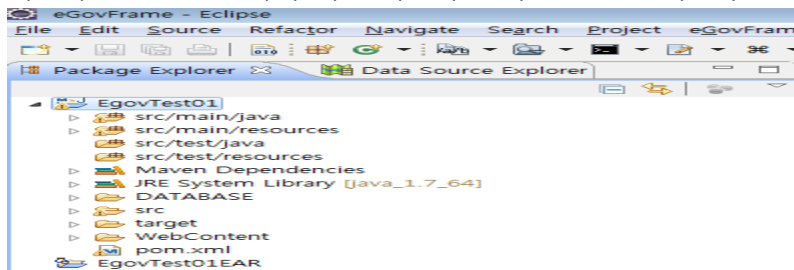 eGovFrame - Eclipse
File Edit Source Refactor Navigate Search Project eGovFram
Package Explorer Data Source Explorer
EgovTest01
src/main/java
src/main/resources
src/test/java
src/test/resources
Maven Dependencies
JRE System Library [java_1.7_64]
DATABASE
src
target
WebContent
pom.xml
EgovTest01EAR